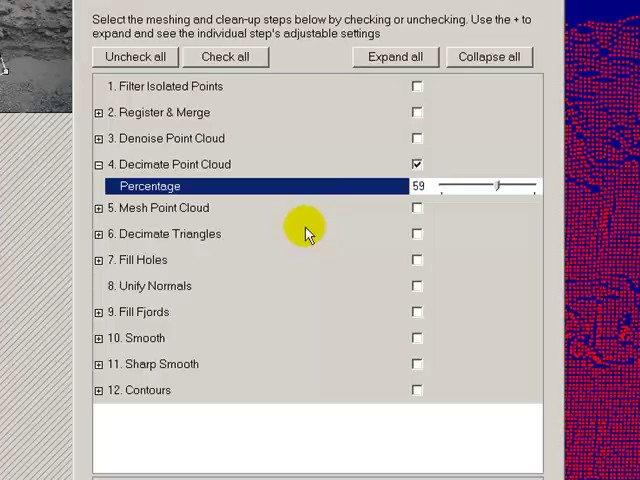 Select the meshing and clean-up steps below by checking or unchecking. Use the + to
expand and see the individual step's adjustable settings
Uncheck all Check all Expand all Collapse all
1. Filter Isolated Points
2. Register & Merge
3. Denoise Point Cloud
4. Decimate Point Cloud
Percentage 59
5. Mesh Point Cloud
6. Decimate Triangles
7. Fill Holes
8. Unify Normals
9. Fill Fjords
10. Smooth
11. Sharp Smooth
12. Contours